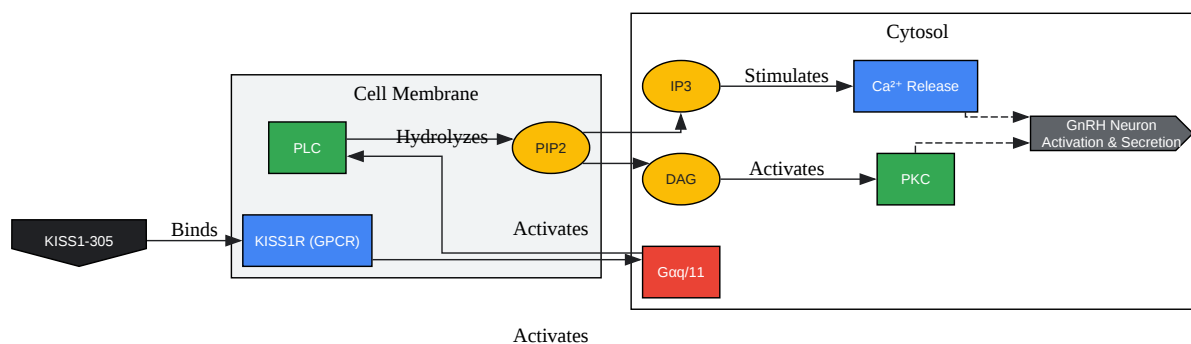 Cytosol
Cell Membrane
IP3
Stimulates
Ca²⁺ Release
GnRH Neuron
Activation & Secretion
PLC
Hydrolyzes
PIP2
DAG
Activates
PKC
KISS1-305
Binds
KISS1R (GPCR)
Activates
Gαq/11
Activates